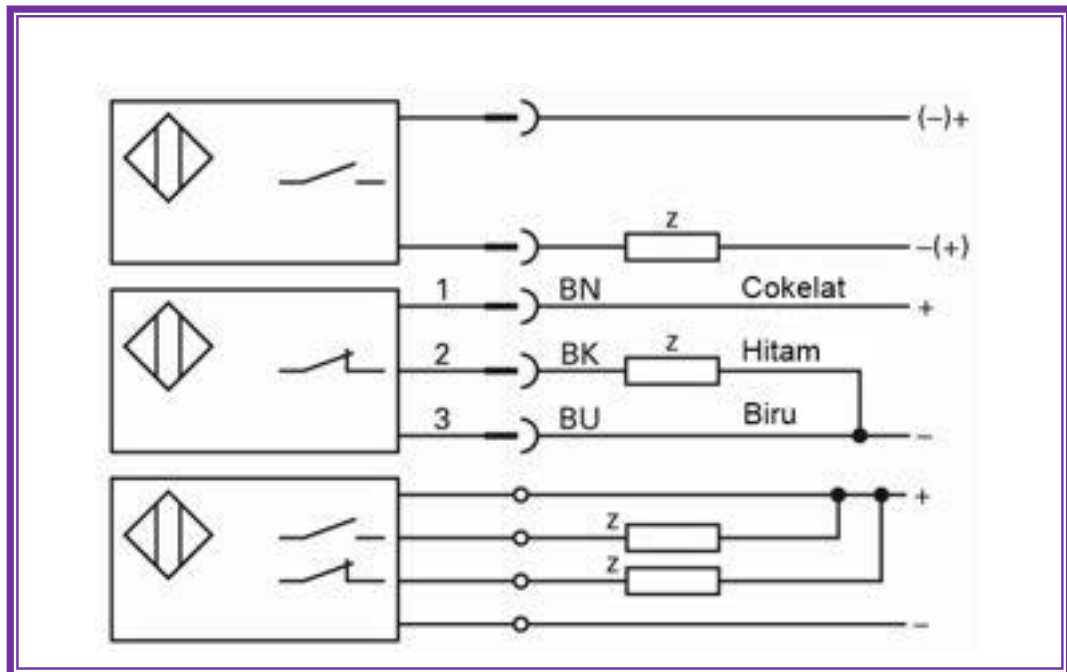 (–)+
z
–(+)
1 BN Cokelat +
2 BK z Hitam
3 BU Biru –
+
z
z
–